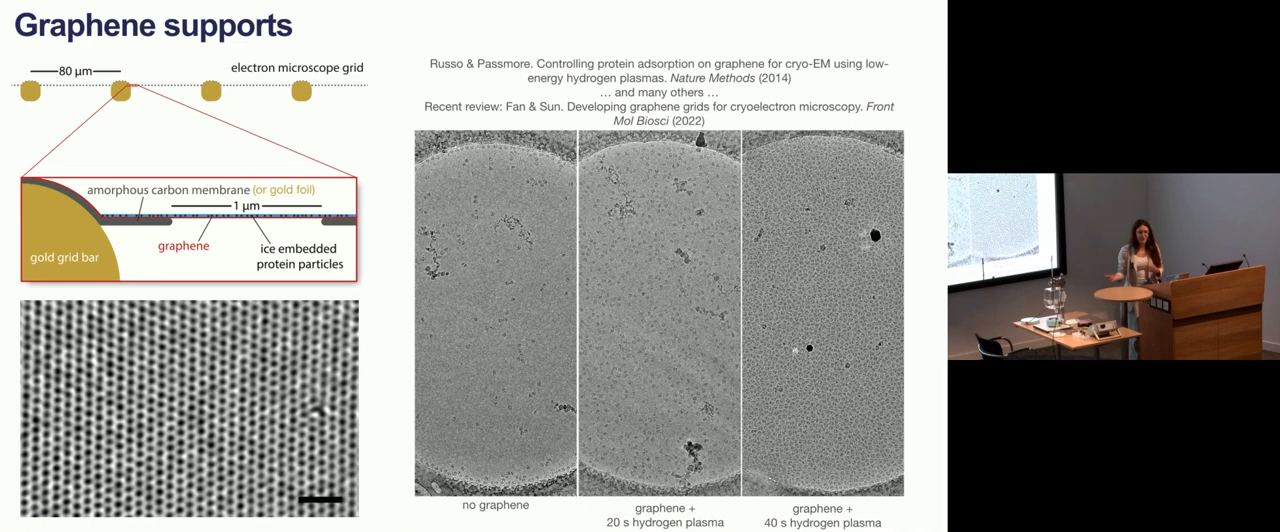 Graphene supports
80 µm
electron microscope grid
amorphous carbon membrane (or gold foil)
1 µm
graphene
ice embedded
protein particles
gold grid bar
Russo & Passmore. Controlling protein adsorption on graphene for cryo-EM using low-
energy hydrogen plasmas. Nature Methods (2014)
… and many others …
Recent review: Fan & Sun. Developing graphene grids for cryoelectron microscopy. Front
Mol Biosci (2022)
no graphene
graphene +
20 s hydrogen plasma
graphene +
40 s hydrogen plasma